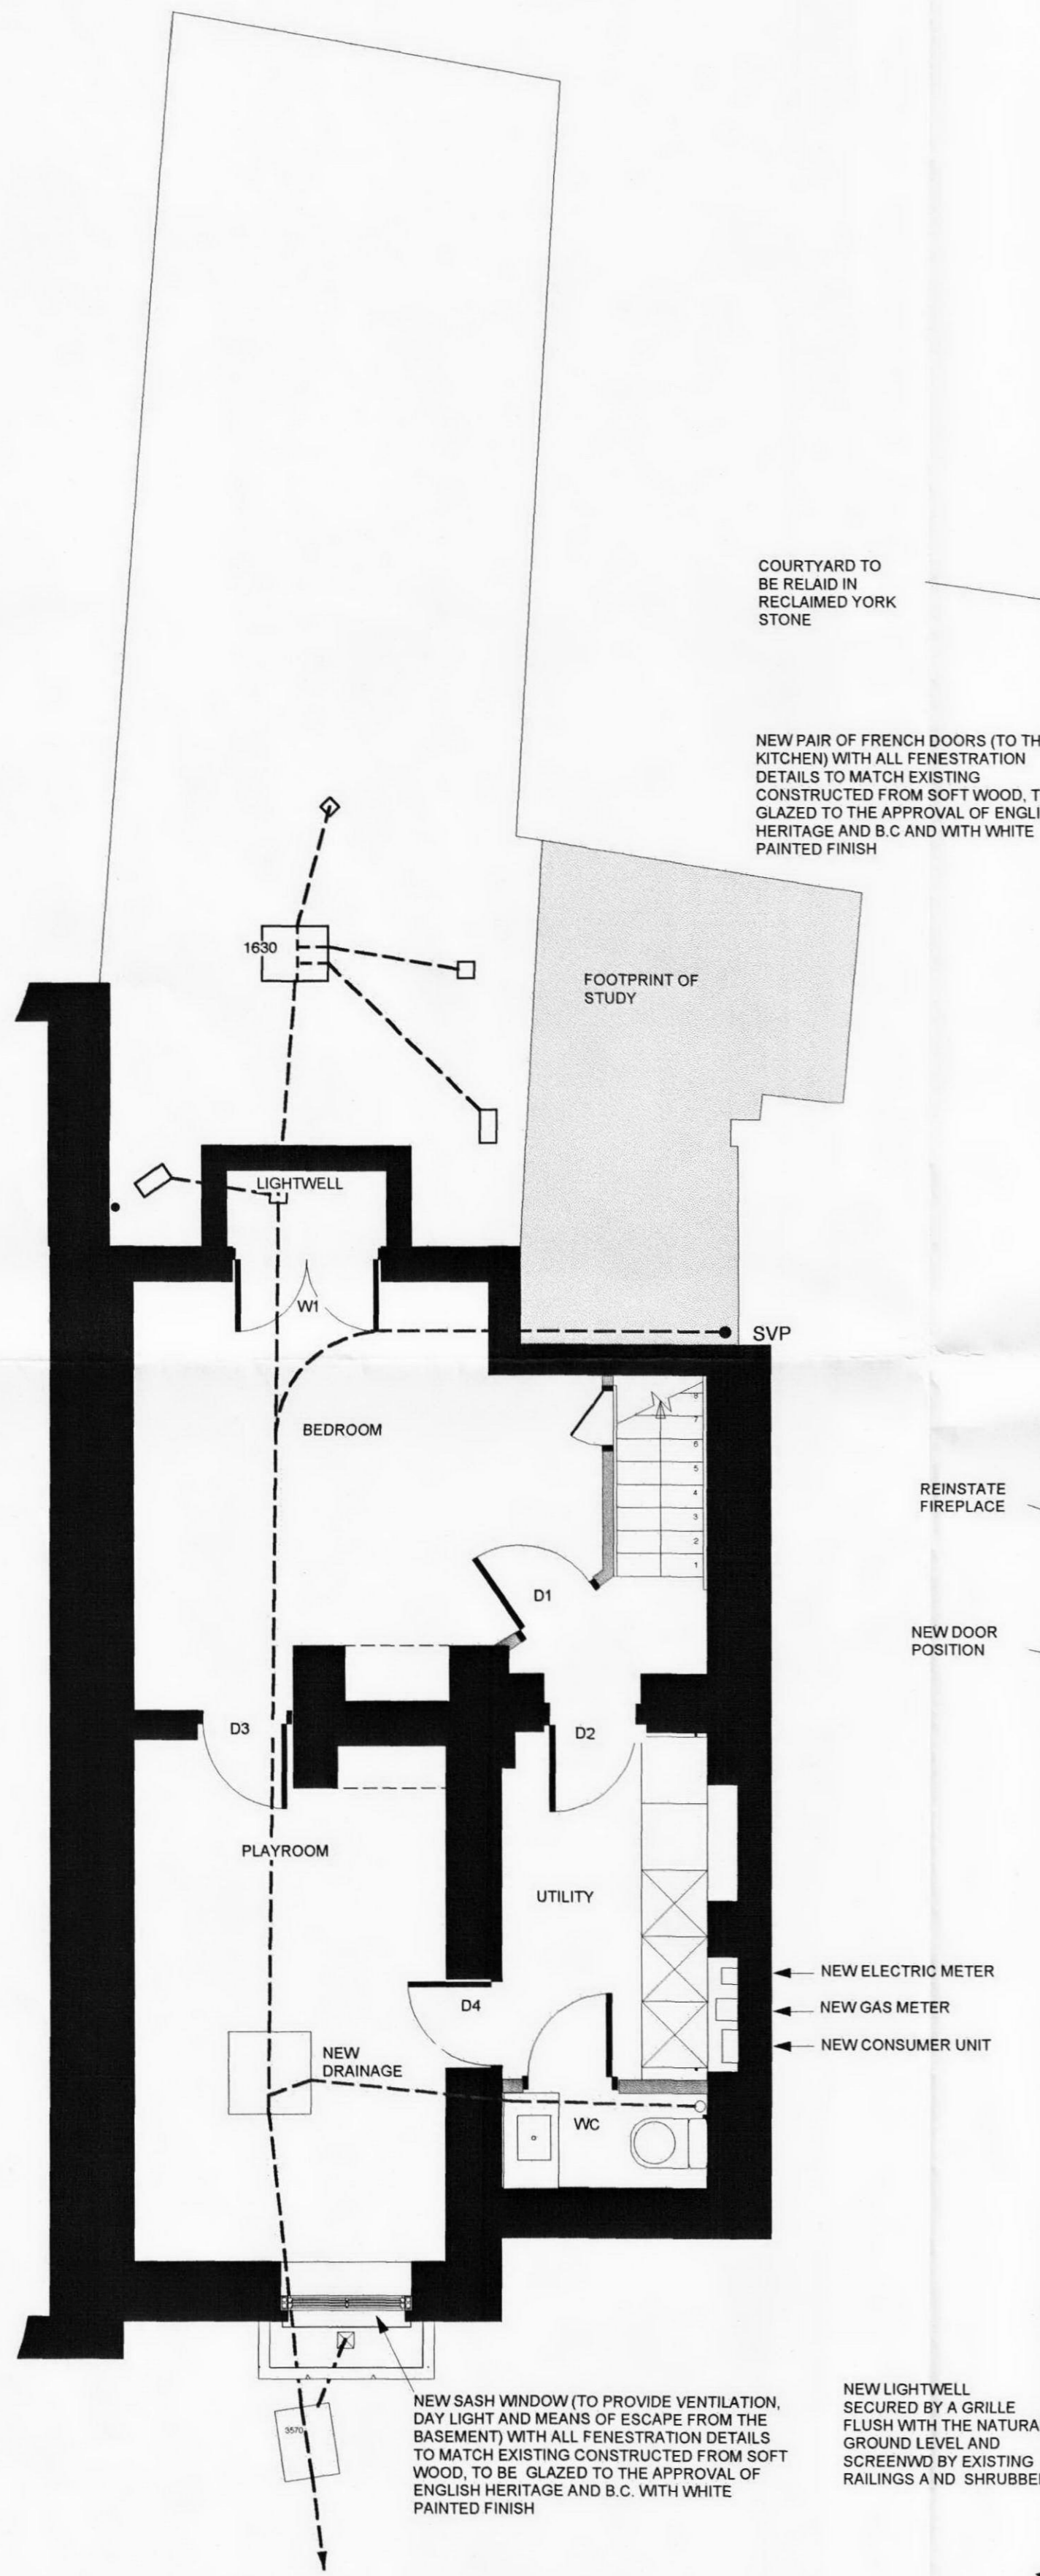 COURTYARD TO
BE RELAID IN
RECLAIMED YORK
STONE
NEW PAIR OF FRENCH DOORS (TO TH
KITCHEN) WITH ALL FENESTRATION
DETAILS TO MATCH EXISTING
CONSTRUCTED FROM SOFT WOOD, T
GLAZED TO THE APPROVAL OF ENGLI
HERITAGE AND B.C AND WITH WHITE
PAINTED FINISH
1630
FOOTPRINT OF
STUDY
LIGHTWELL
W1
SVP
BEDROOM
8
7
6
5
4
3
2
1
REINSTATE
FIREPLACE
D1
NEW DOOR
POSITION
D3
D2
PLAYROOM
UTILITY
NEW ELECTRIC METER
D4
NEW GAS METER
NEW CONSUMER UNIT
NEW
DRAINAGE
WC
3570
NEW SASH WINDOW (TO PROVIDE VENTILATION,
DAY LIGHT AND MEANS OF ESCAPE FROM THE
BASEMENT) WITH ALL FENESTRATION DETAILS
TO MATCH EXISTING CONSTRUCTED FROM SOFT
WOOD, TO BE GLAZED TO THE APPROVAL OF
ENGLISH HERITAGE AND B.C. WITH WHITE
PAINTED FINISH
NEW LIGHTWELL
SECURED BY A GRILLE
FLUSH WITH THE NATURA
GROUND LEVEL AND
SCREENWD BY EXISTING
RAILINGS A ND SHRUBBE